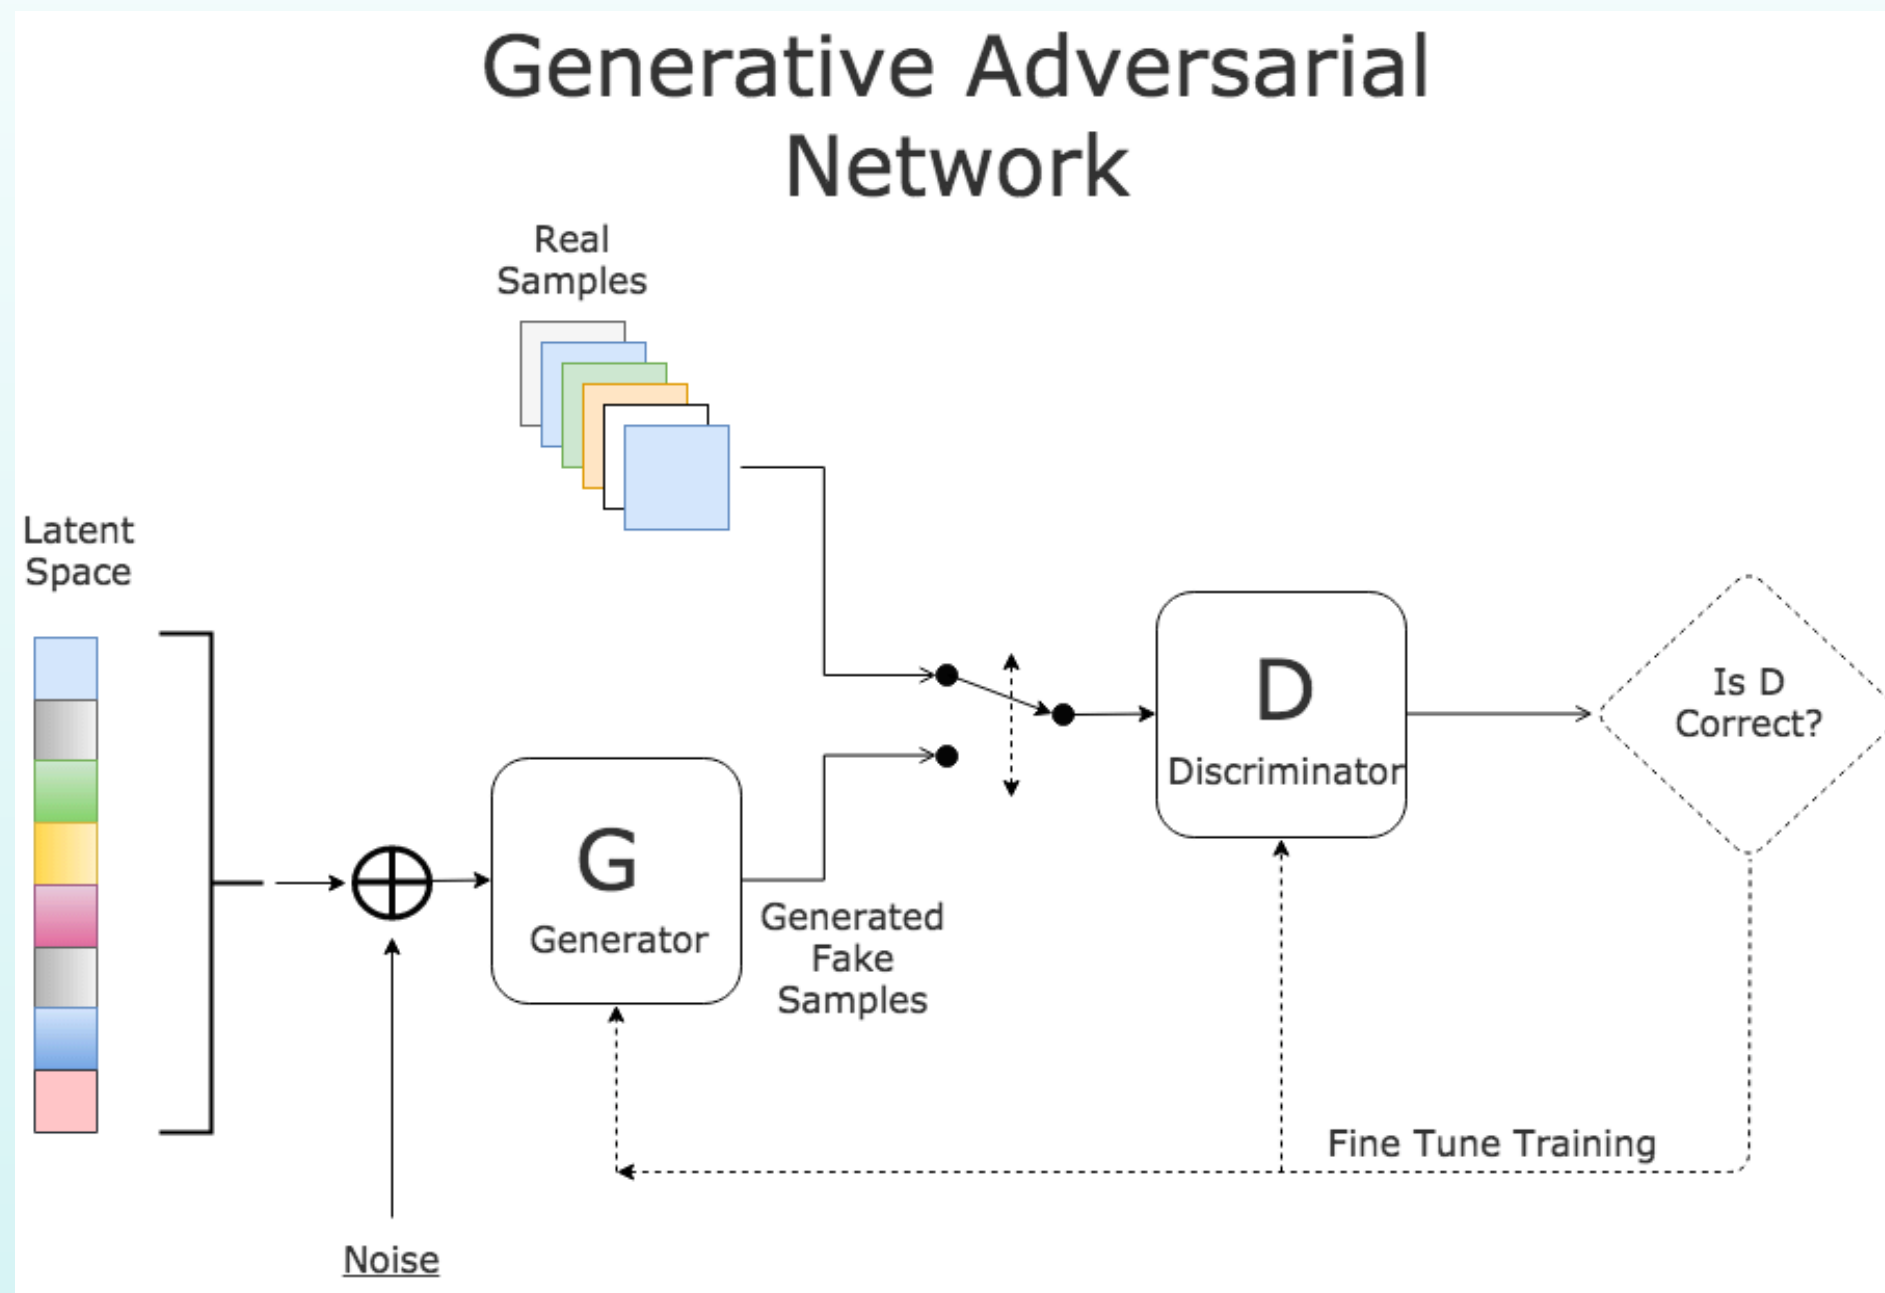 Generative Adversarial
Network
Real
Samples
Latent
Space
Is D
Correct?
D
Discriminator
G
Generator
Generated
Fake
Samples
Fine Tune Training
Noise